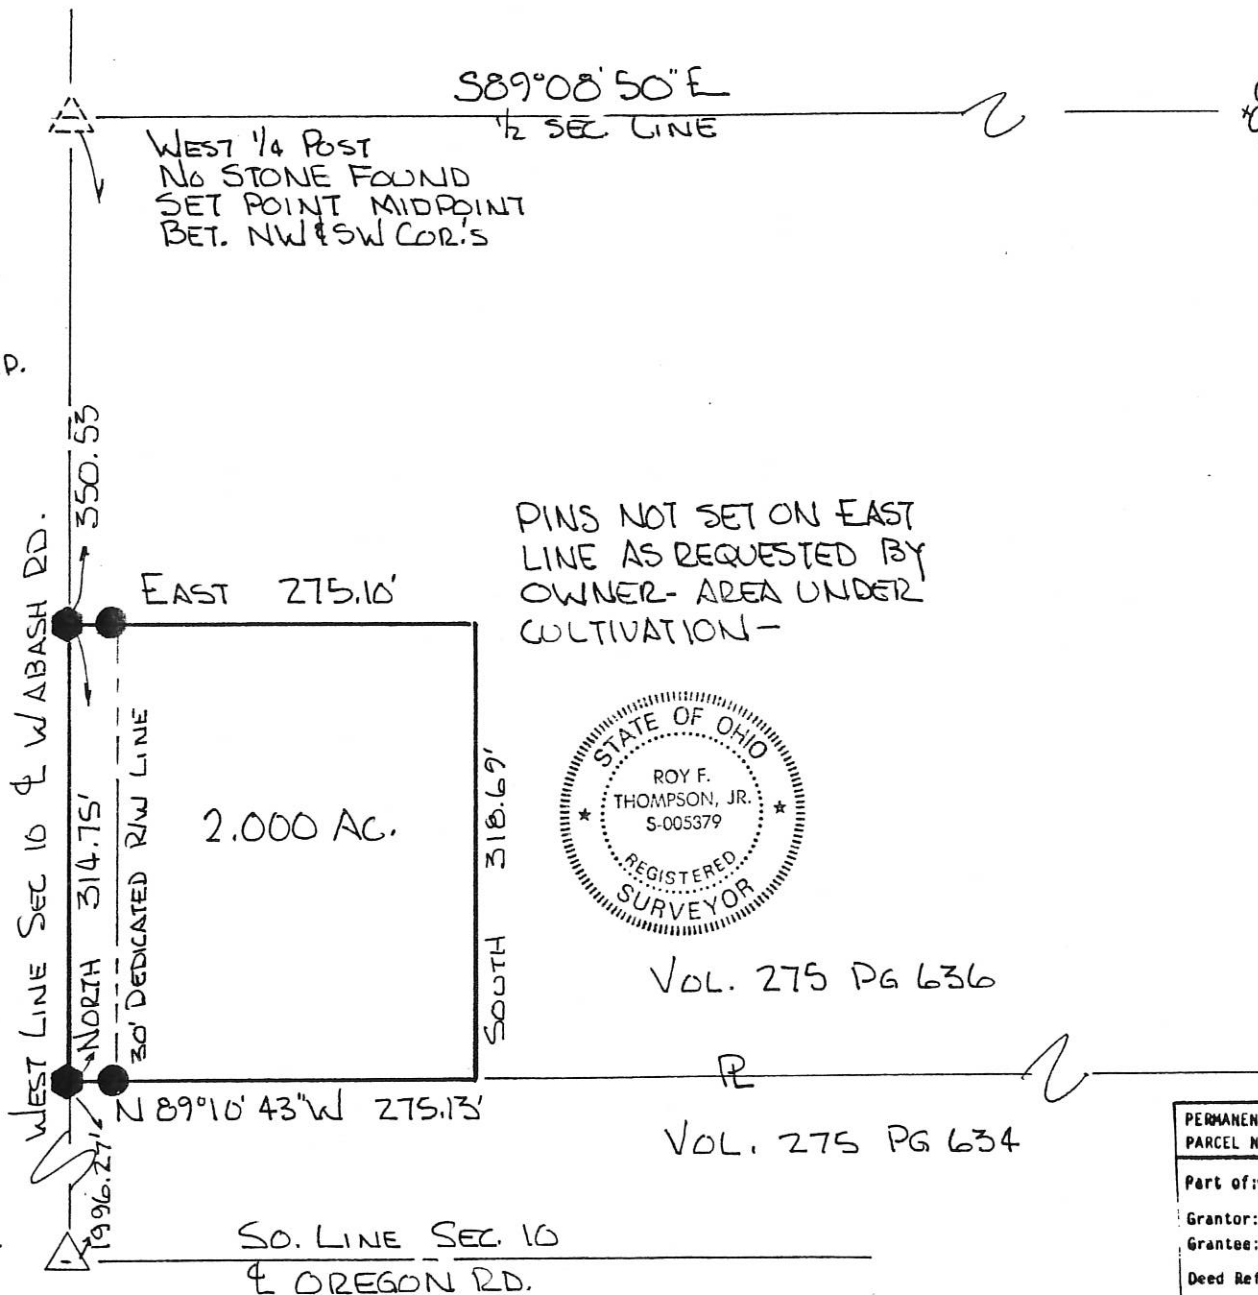 S89°08'50"E
1/2 SEC LINE
WEST 1/4 POST
NO STONE FOUND
SET POINT MIDPOINT
BET. NW & SW COR.'S
P.
350.53
WEST LINE SEC 10 ℄ WABASH RD.
EAST 275.10'
PINS NOT SET ON EAST
LINE AS REQUESTED BY
OWNER- AREA UNDER
CULTIVATION-
NORTH 314.75'
30' DEDICATED R/W LINE
2.000 AC.
SOUTH 318.69'
STATE OF OHIO
ROY F.
THOMPSON, JR.
S-005379
REGISTERED
SURVEYOR
VOL. 275 PG 636
PL
N 89°10'43"W 275.13'
VOL. 275 PG 634
1996.27'
SO. LINE SEC. 10
℄ OREGON RD.
PERMANEN
PARCEL N
Part of:
Grantor:
Grantee:
Deed Ref